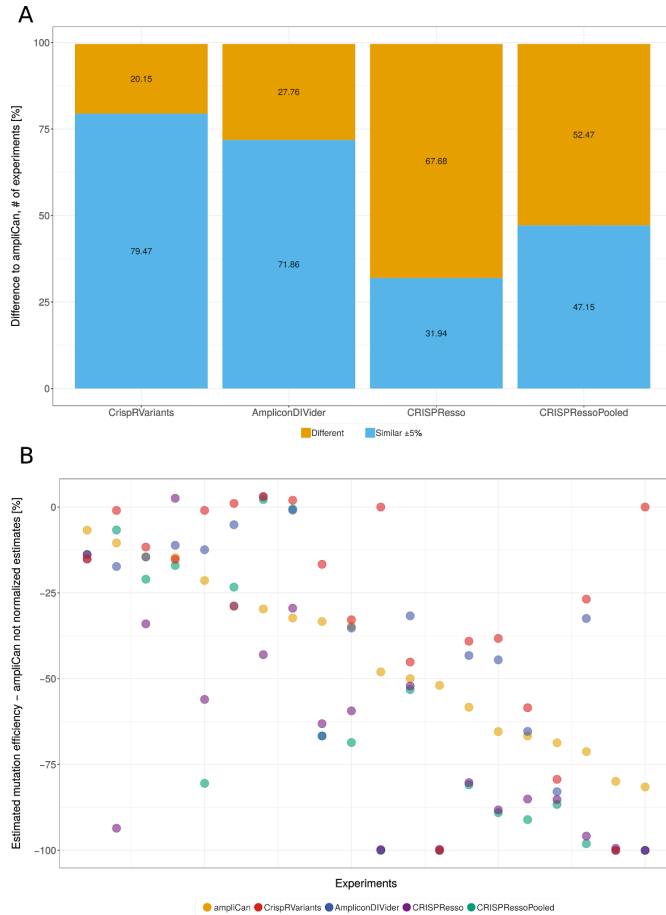 A
Difference to ampliCan, # of experiments [%]
100
75
50
25
0
20.15
27.76
67.68
52.47
79.47
71.86
31.94
47.15
CrispRVariants
AmpliconDIVider
CRISPResso
CRISPRessoPooled
Different
Similar ±5%
B
Estimated mutation efficiency − ampliCan not normalized estimates [%]
0
−25
−50
−75
−100
Experiments
ampliCan
CrispRVariants
AmpliconDIVider
CRISPResso
CRISPRessoPooled